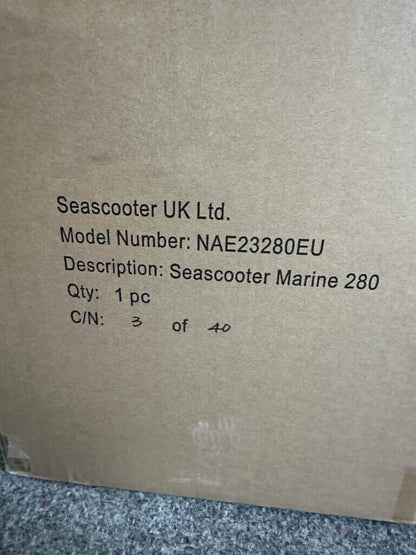 Seascooter UK Ltd.
Model Number: NAE23280EU
Description: Seascooter Marine 280
Qty: 1 pc
C/N: 3 of 40